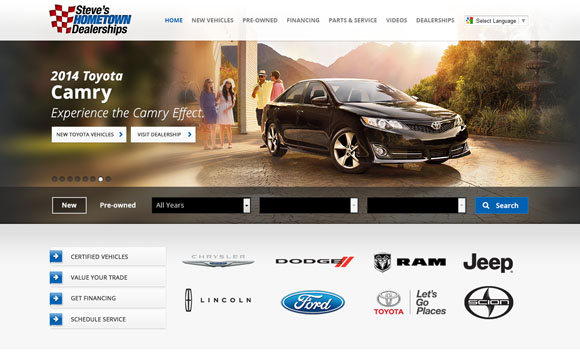 Steve's
HOMETOWN
Dealerships
HOME NEW VEHICLES PRE-OWNED FINANCING PARTS & SERVICE VIDEOS DEALERSHIPS Select Language
2014 Toyota
Camry
Experience the Camry Effect.
NEW TOYOTA VEHICLES VISIT DEALERSHIP
New Pre-owned All Years Search
CERTIFIED VEHICLES
VALUE YOUR TRADE
GET FINANCING
SCHEDULE SERVICE
CHRYSLER DODGE RAM Jeep
LINCOLN Ford TOYOTA Let's
Go
Places SCION